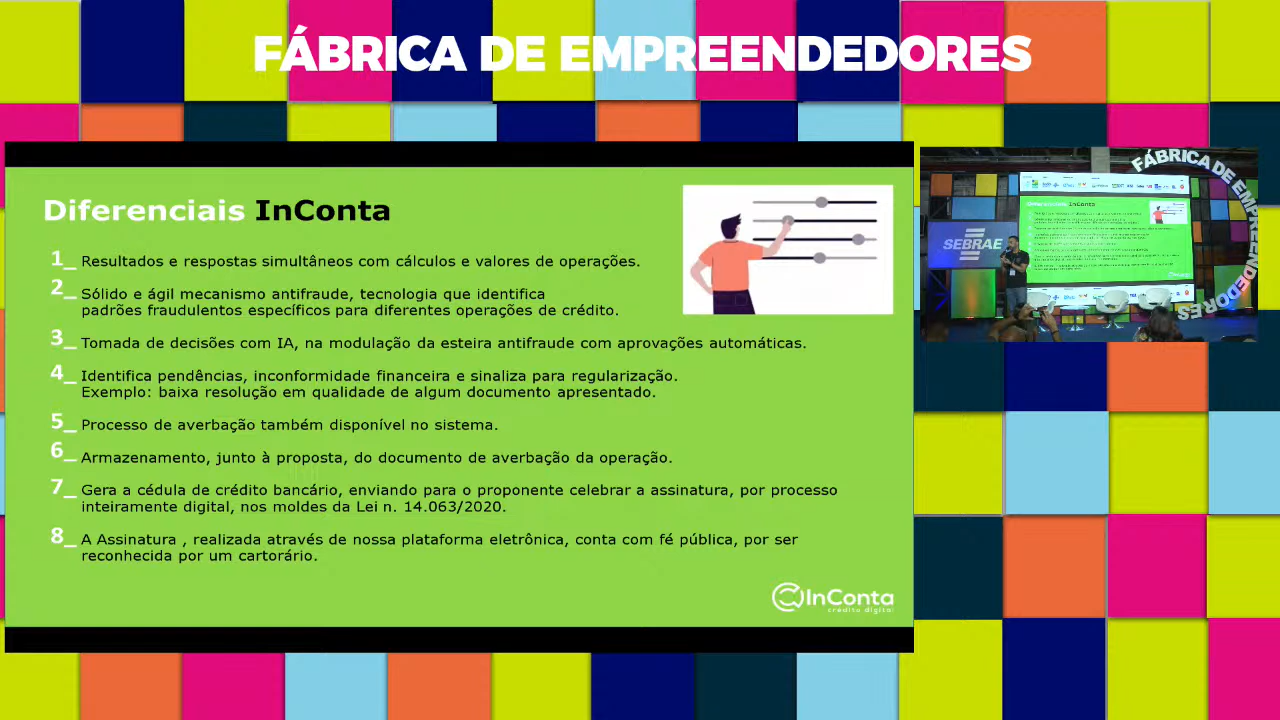 FÁBRICA DE EMPREENDEDORES
Diferenciais InConta
1_ Resultados e respostas simultâneos com cálculos e valores de operações.
2_ Sólido e ágil mecanismo antifraude, tecnologia que identifica
padrões fraudulentos específicos para diferentes operações de crédito.
3_ Tomada de decisões com IA, na modulação da esteira antifraude com aprovações automáticas.
4_ Identifica pendências, inconformidade financeira e sinaliza para regularização.
Exemplo: baixa resolução em qualidade de algum documento apresentado.
5_ Processo de averbação também disponível no sistema.
6_ Armazenamento, junto à proposta, do documento de averbação da operação.
7_ Gera a cédula de crédito bancário, enviando para o proponente celebrar a assinatura, por processo
inteiramente digital, nos moldes da Lei n. 14.063/2020.
8_ A Assinatura , realizada através de nossa plataforma eletrônica, conta com fé pública, por ser
reconhecida por um cartorário.
InConta
crédito digital
FÁBRICA DE EMPREENDEDORES
SEBRAE
Diferenciais InConta